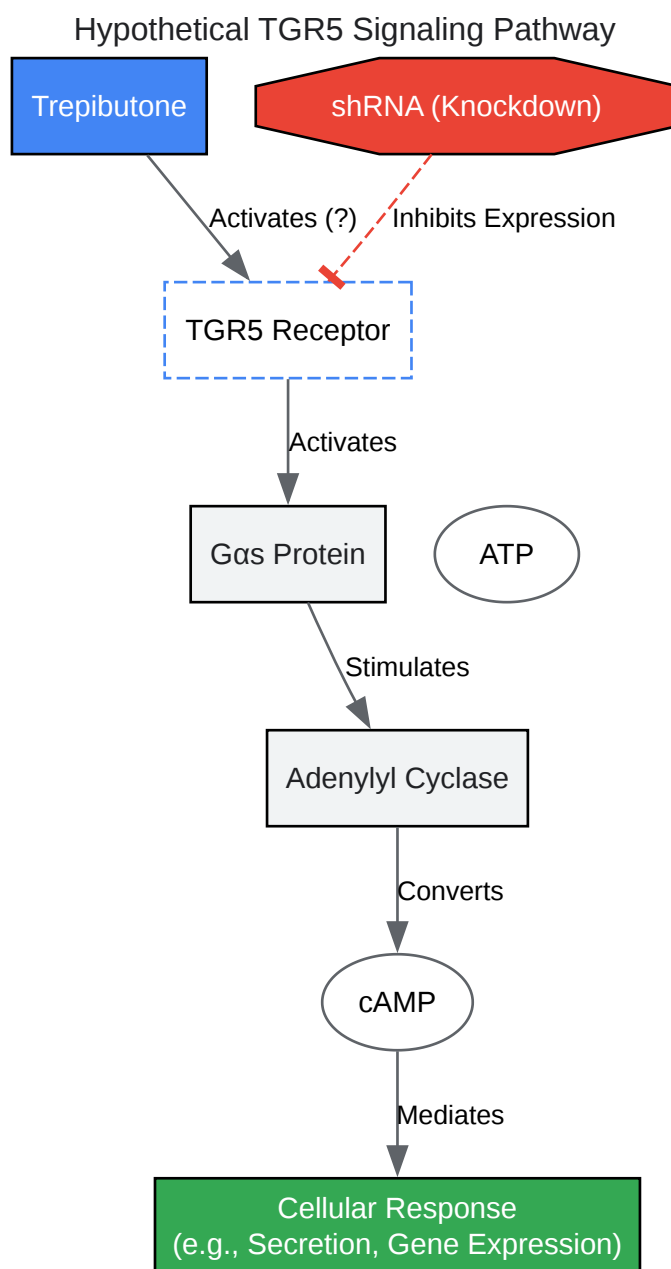 Hypothetical TGR5 Signaling Pathway
Trepibutone
shRNA (Knockdown)
Activates (?)
Inhibits Expression
TGR5 Receptor
Activates
Gαs Protein
ATP
Stimulates
Adenylyl Cyclase
Converts
cAMP
Mediates
Cellular Response
(e.g., Secretion, Gene Expression)